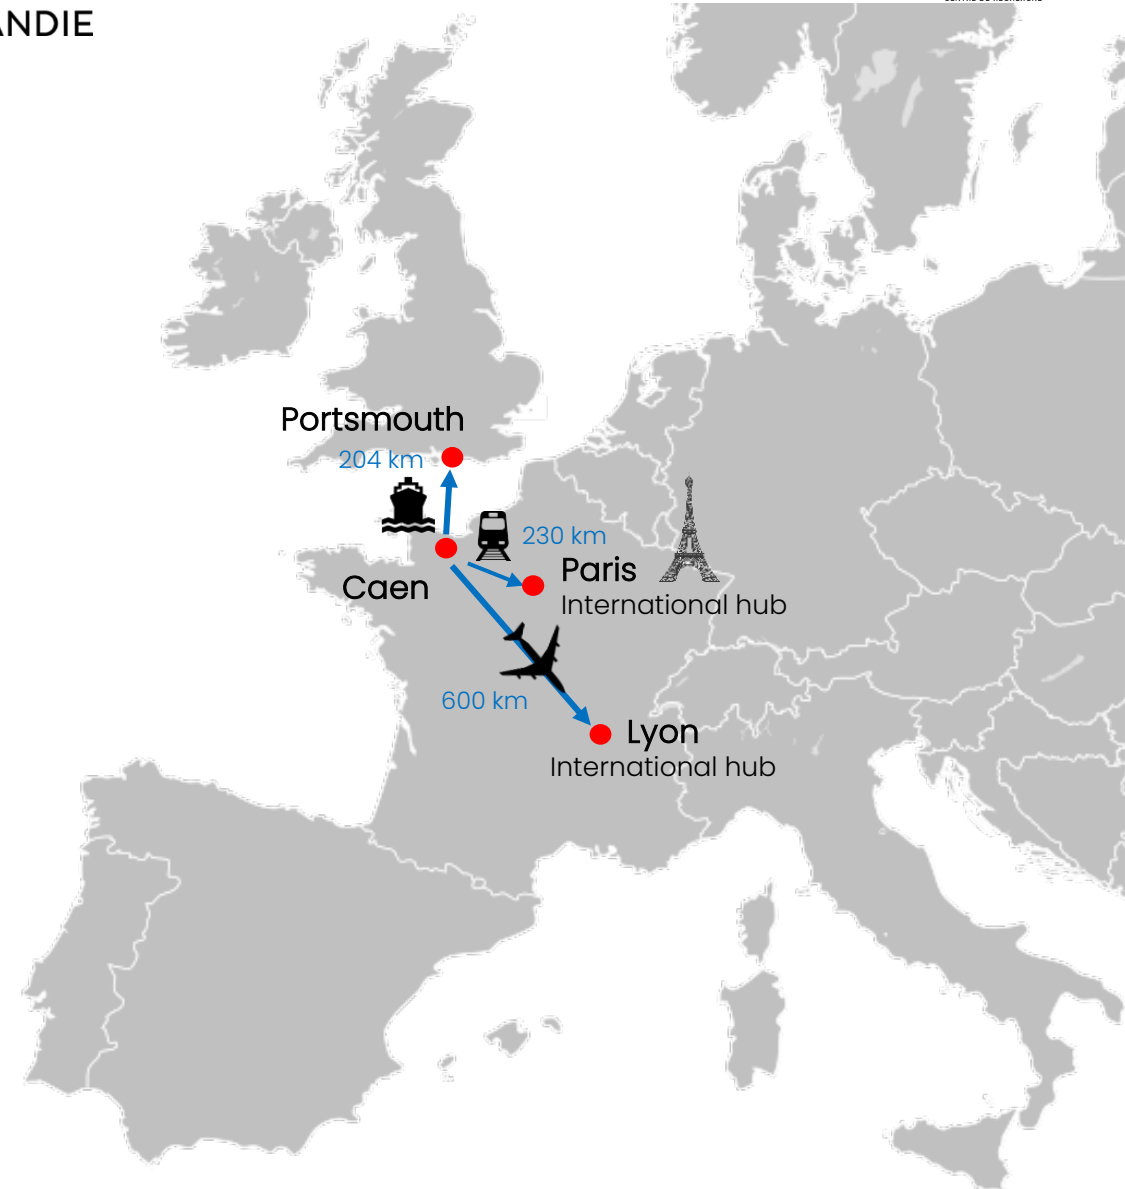 ANDIE
Portsmouth
204 km
230 km
Paris
International hub
Caen
600 km
Lyon
International hub